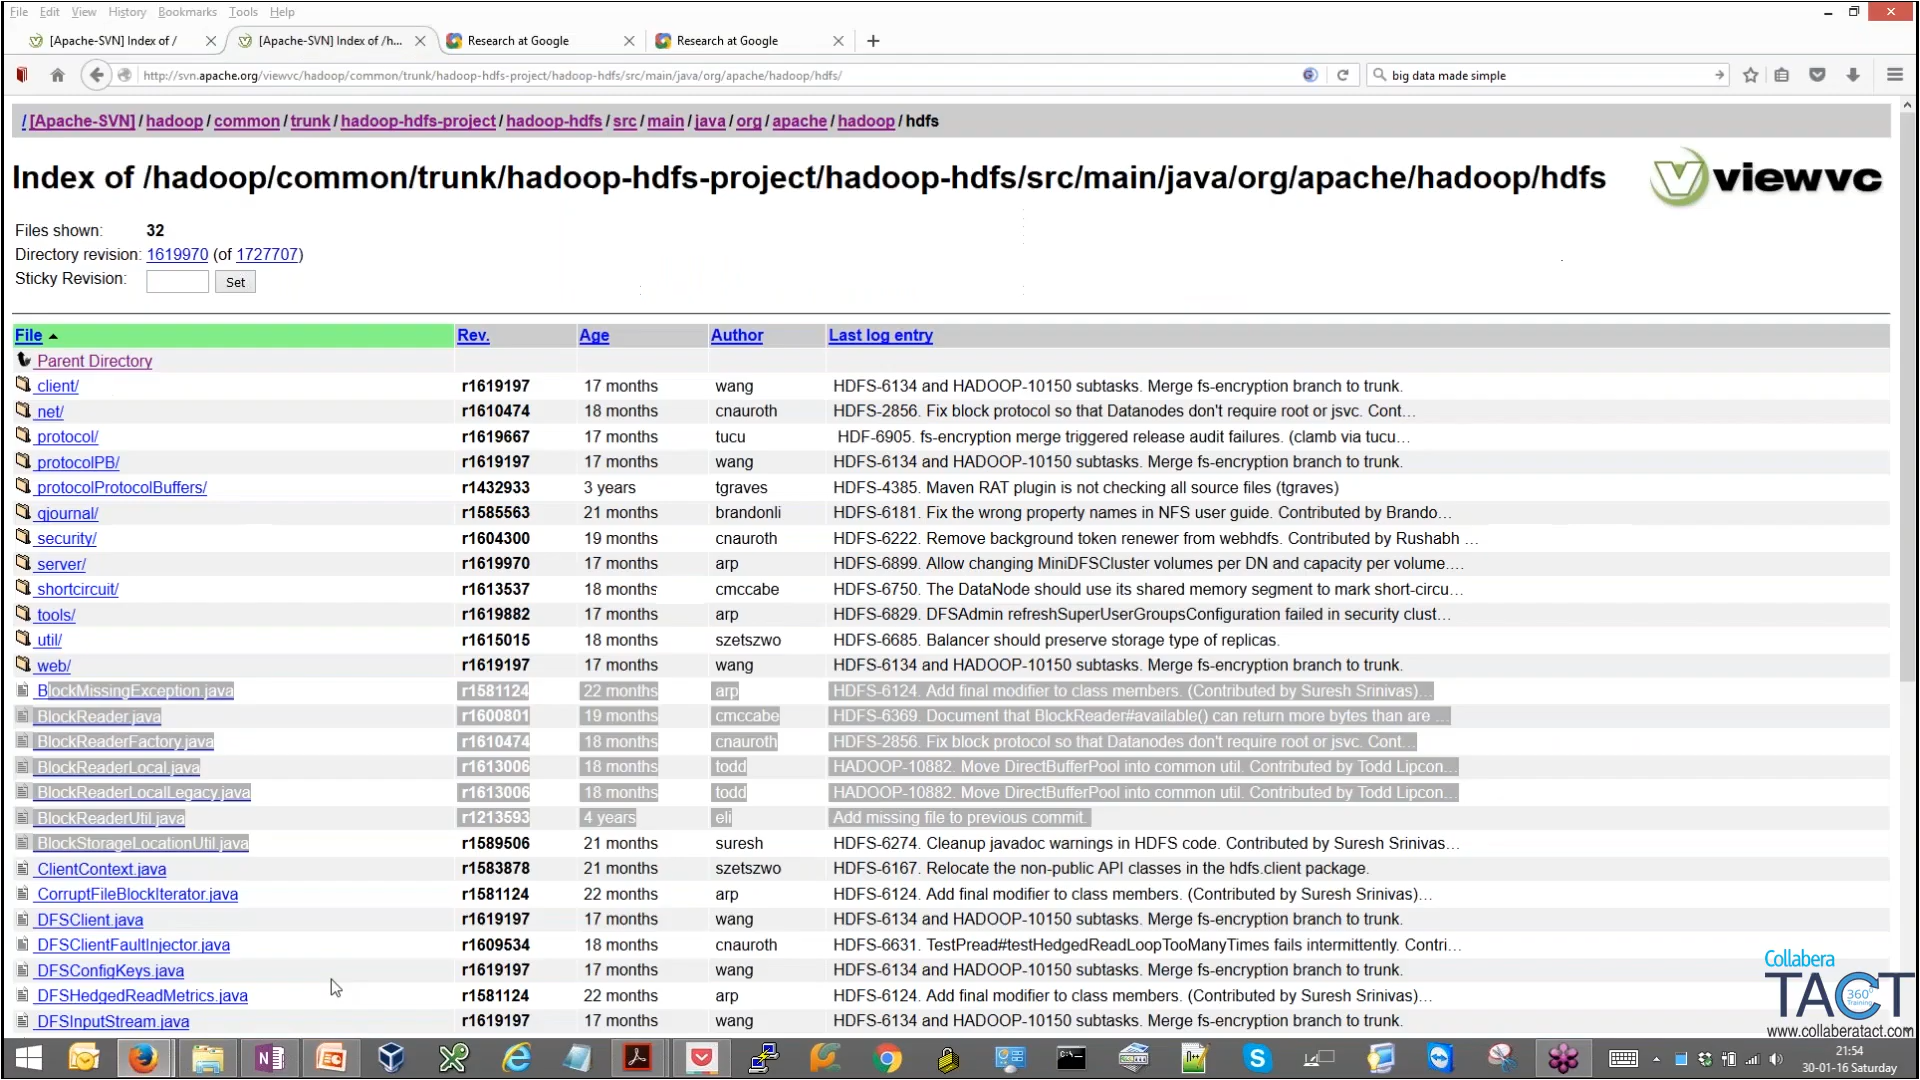 File Edit View History Bookmarks Tools Help
[Apache-SVN] Index of /
[Apache-SVN] Index of /h...
Research at Google
Research at Google
http://svn.apache.org/viewvc/hadoop/common/trunk/hadoop-hdfs-project/hadoop-hdfs/src/main/java/org/apache/hadoop/hdfs/
big data made simple
/ [Apache-SVN] / hadoop / common / trunk / hadoop-hdfs-project / hadoop-hdfs / src / main / java / org / apache / hadoop / hdfs
Index of /hadoop/common/trunk/hadoop-hdfs-project/hadoop-hdfs/src/main/java/org/apache/hadoop/hdfs
viewvc
Files shown: 32
Directory revision: 1619970 (of 1727707)
Sticky Revision: Set
File Rev. Age Author Last log entry
Parent Directory
client/ r1619197 17 months wang HDFS-6134 and HADOOP-10150 subtasks. Merge fs-encryption branch to trunk.
net/ r1610474 18 months cnauroth HDFS-2856. Fix block protocol so that Datanodes don't require root or jsvc. Cont...
protocol/ r1619667 17 months tucu HDF-6905. fs-encryption merge triggered release audit failures. (clamb via tucu...
protocolPB/ r1619197 17 months wang HDFS-6134 and HADOOP-10150 subtasks. Merge fs-encryption branch to trunk.
protocolProtocolBuffers/ r1432933 3 years tgraves HDFS-4385. Maven RAT plugin is not checking all source files (tgraves)
qjournal/ r1585563 21 months brandonli HDFS-6181. Fix the wrong property names in NFS user guide. Contributed by Brando...
security/ r1604300 19 months cnauroth HDFS-6222. Remove background token renewer from webhdfs. Contributed by Rushabh ...
server/ r1619970 17 months arp HDFS-6899. Allow changing MiniDFSCluster volumes per DN and capacity per volume....
shortcircuit/ r1613537 18 months cmccabe HDFS-6750. The DataNode should use its shared memory segment to mark short-circu...
tools/ r1619882 17 months arp HDFS-6829. DFSAdmin refreshSuperUserGroupsConfiguration failed in security clust...
util/ r1615015 18 months szetszwo HDFS-6685. Balancer should preserve storage type of replicas.
web/ r1619197 17 months wang HDFS-6134 and HADOOP-10150 subtasks. Merge fs-encryption branch to trunk.
BlockMissingException.java r1581124 22 months arp HDFS-6124. Add final modifier to class members. (Contributed by Suresh Srinivas)...
BlockReader.java r1600801 19 months cmccabe HDFS-6369. Document that BlockReader#available() can return more bytes than are ...
BlockReaderFactory.java r1610474 18 months cnauroth HDFS-2856. Fix block protocol so that Datanodes don't require root or jsvc. Cont...
BlockReaderLocal.java r1613006 18 months todd HADOOP-10882. Move DirectBufferPool into common util. Contributed by Todd Lipcon...
BlockReaderLocalLegacy.java r1613006 18 months todd HADOOP-10882. Move DirectBufferPool into common util. Contributed by Todd Lipcon...
BlockReaderUtil.java r1213593 4 years eli Add missing file to previous commit.
BlockStorageLocationUtil.java r1589506 21 months suresh HDFS-6274. Cleanup javadoc warnings in HDFS code. Contributed by Suresh Srinivas...
ClientContext.java r1583878 21 months szetszwo HDFS-6167. Relocate the non-public API classes in the hdfs.client package.
CorruptFileBlockIterator.java r1581124 22 months arp HDFS-6124. Add final modifier to class members. (Contributed by Suresh Srinivas)...
DFSClient.java r1619197 17 months wang HDFS-6134 and HADOOP-10150 subtasks. Merge fs-encryption branch to trunk.
DFSClientFaultInjector.java r1609534 18 months cnauroth HDFS-6631. TestPread#testHedgedReadLoopTooManyTimes fails intermittently. Contri...
DFSConfigKeys.java r1619197 17 months wang HDFS-6134 and HADOOP-10150 subtasks. Merge fs-encryption branch to trunk.
DFSHedgedReadMetrics.java r1581124 22 months arp HDFS-6124. Add final modifier to class members. (Contributed by Suresh Srinivas)...
DFSInputStream.java r1619197 17 months wang HDFS-6134 and HADOOP-10150 subtasks. Merge fs-encryption branch to trunk.
Collabera
TACT
360°
Training
www.collaberatact.com
21:54
30-01-16 Saturday